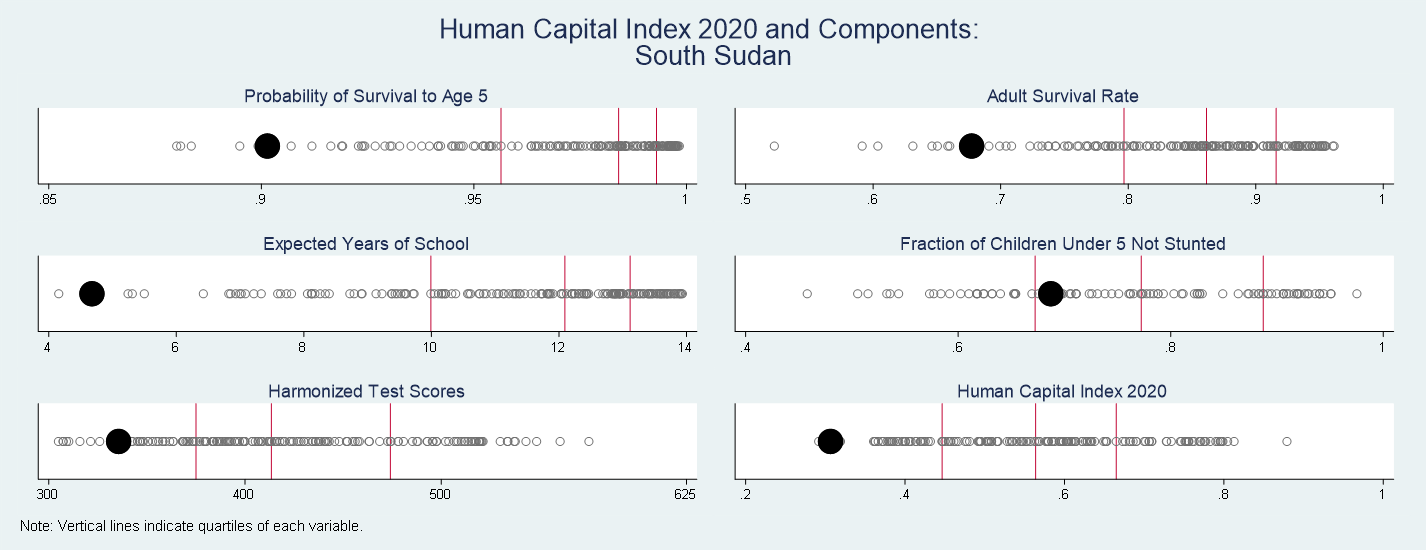 Human Capital Index 2020 and Components:
South Sudan
Probability of Survival to Age 5
.85 .9 .95 1
Adult Survival Rate
.5 .6 .7 .8 .9 1
Expected Years of School
4 6 8 10 12 14
Fraction of Children Under 5 Not Stunted
.4 .6 .8 1
Harmonized Test Scores
300 400 500 625
Human Capital Index 2020
.2 .4 .6 .8 1
Note: Vertical lines indicate quartiles of each variable.